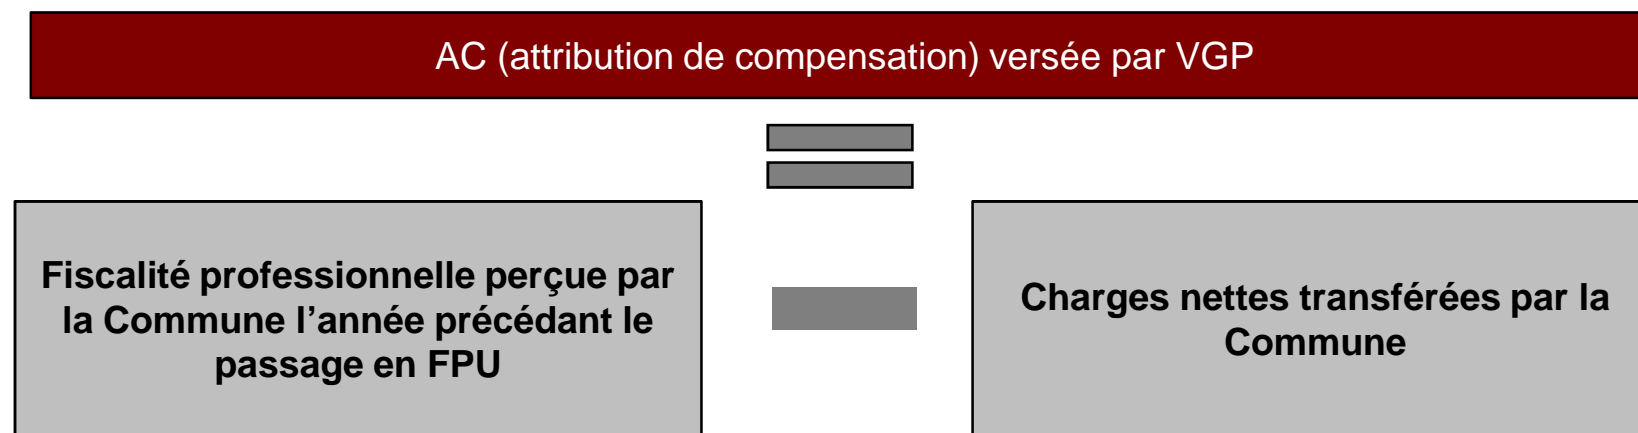 AC (attribution de compensation) versée par VGP
Fiscalité professionnelle perçue par
la Commune l’année précédant le
passage en FPU
Charges nettes transférées par la
Commune